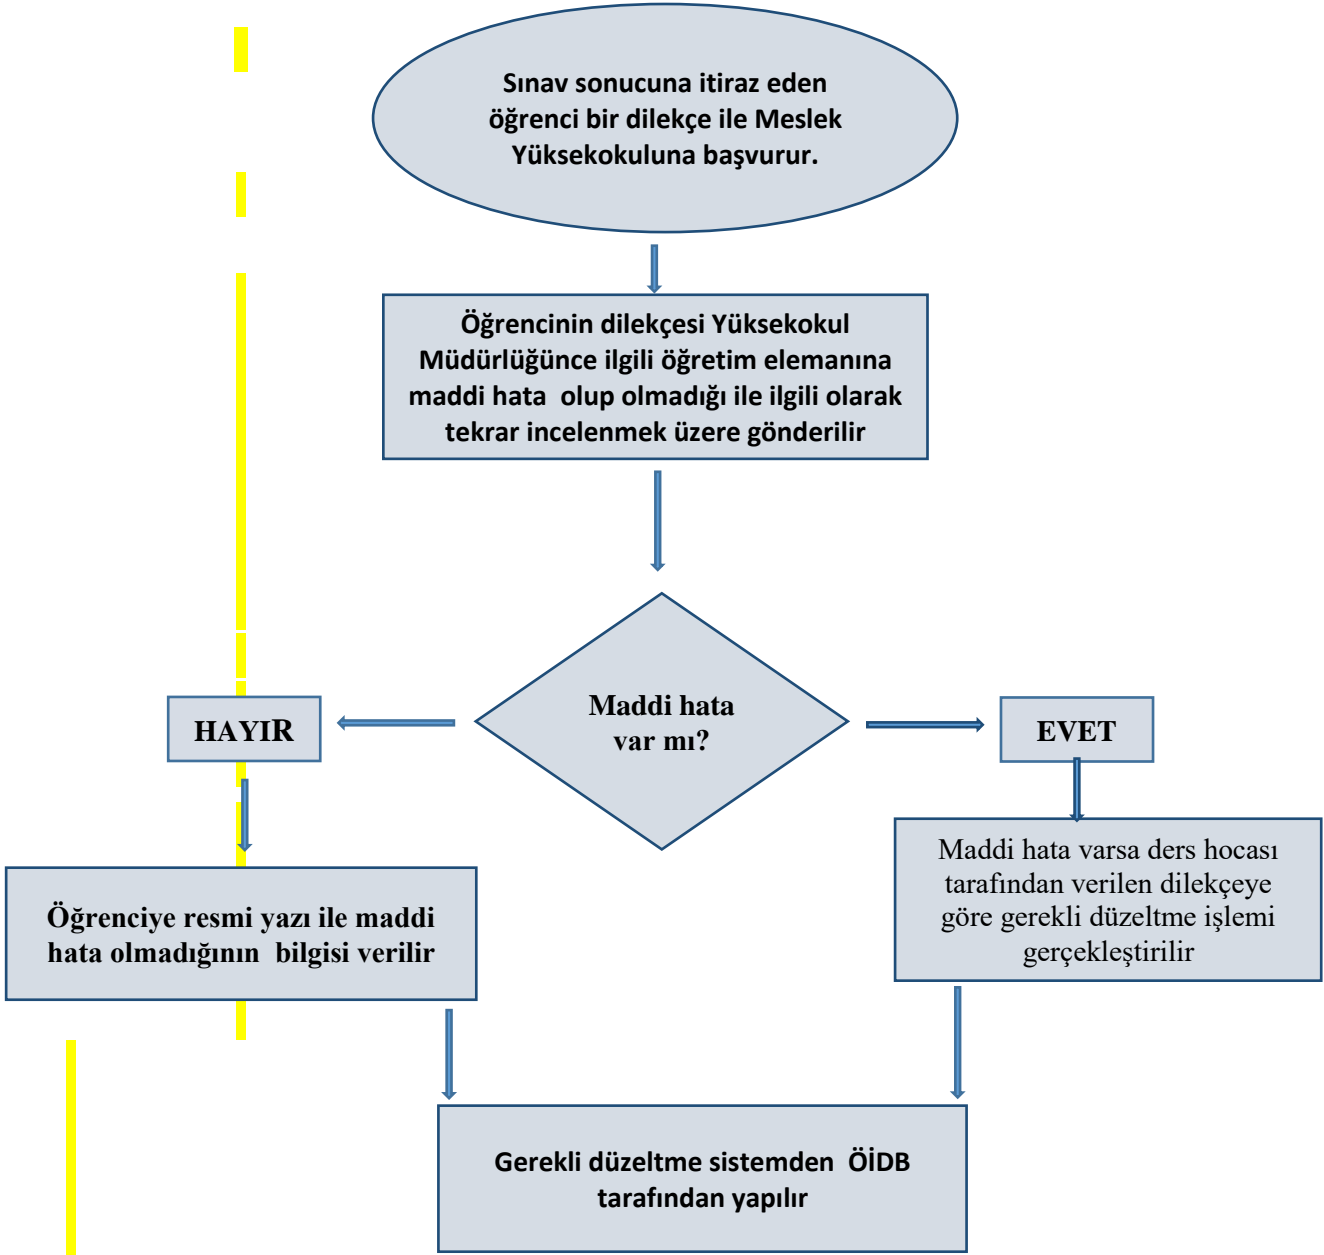 Sınav sonucuna itiraz eden
öğrenci bir dilekçe ile Meslek
Yüksekokuluna başvurur.
Öğrencinin dilekçesi Yüksekokul
Müdürlüğünce ilgili öğretim elemanına
maddi hata  olup olmadığı ile ilgili olarak
tekrar incelenmek üzere gönderilir
Maddi hata
var mı?
HAYIR
EVET
Öğrenciye resmi yazı ile maddi
hata olmadığının  bilgisi verilir
Maddi hata varsa ders hocası
tarafından verilen dilekçeye
göre gerekli düzeltme işlemi
gerçekleştirilir
Gerekli düzeltme sistemden  ÖİDB
tarafından yapılır